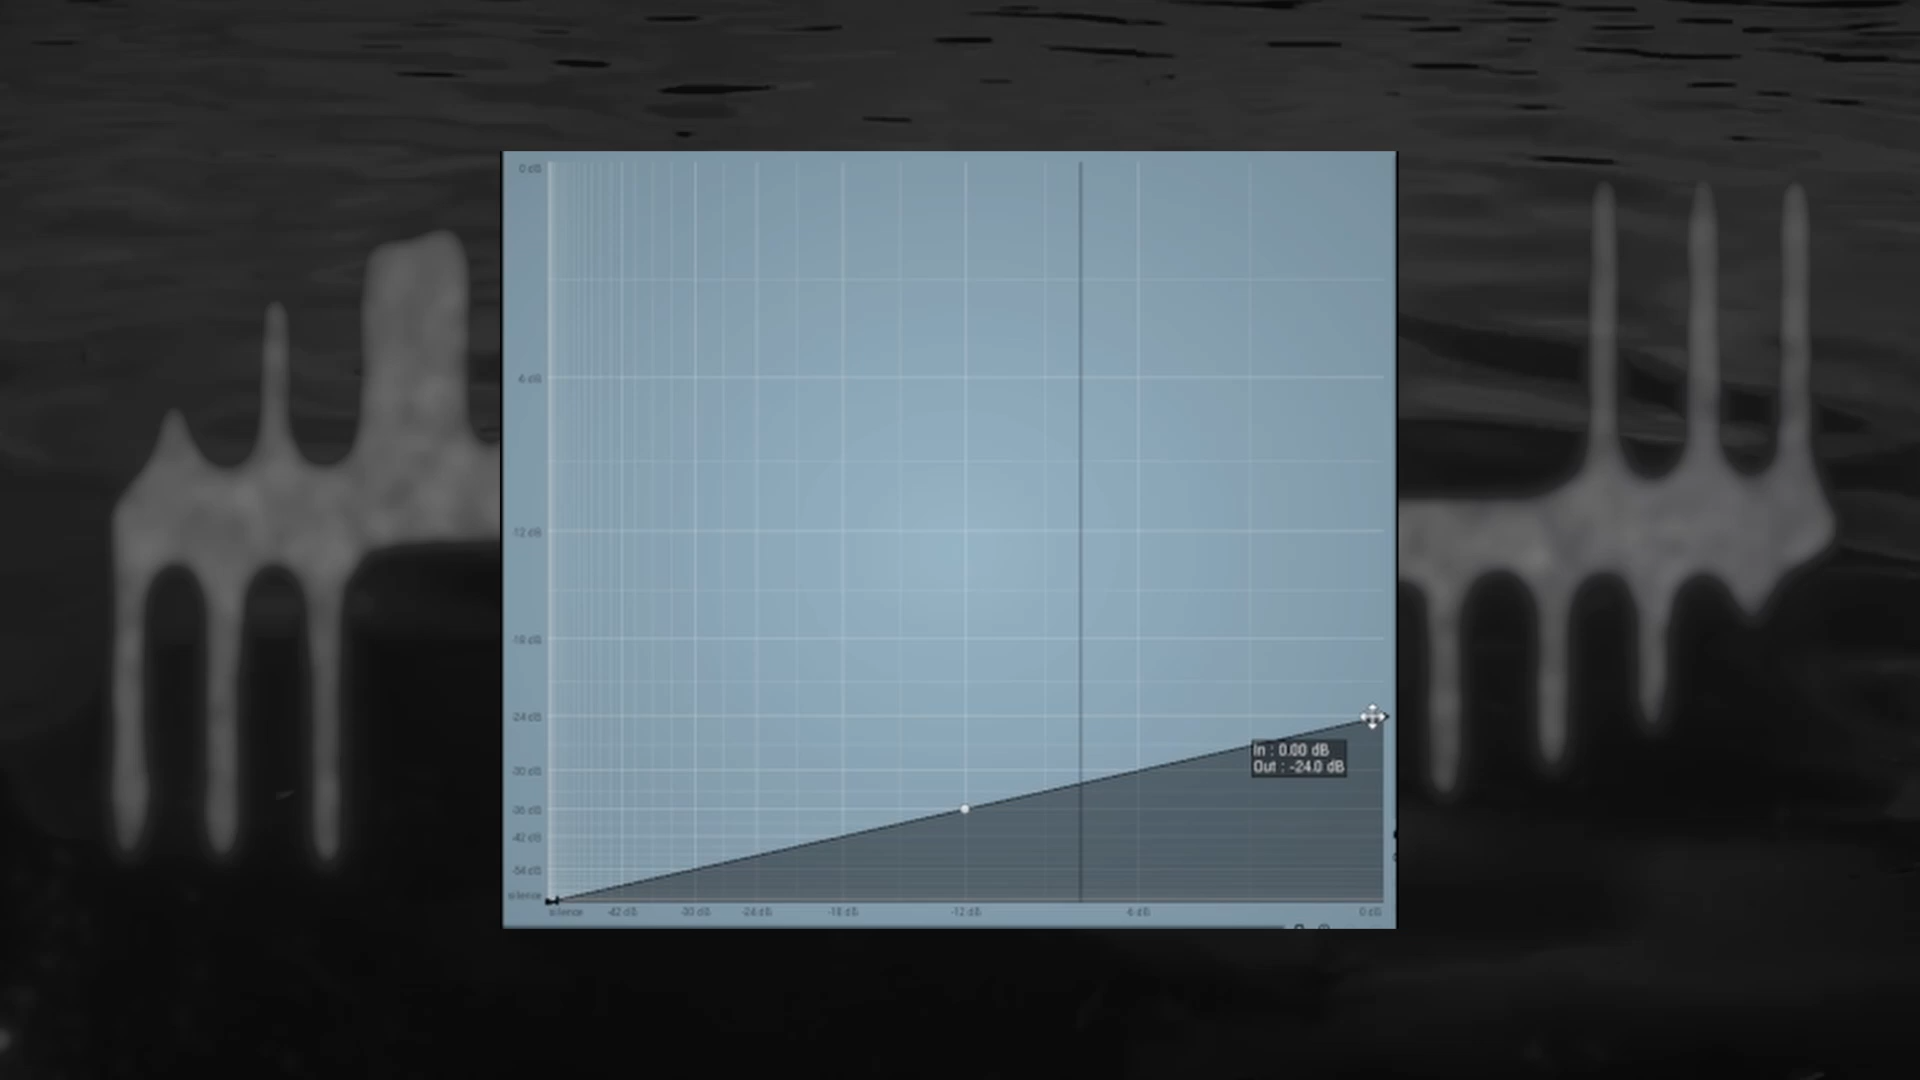 0 dB
-6 dB
-12 dB
-18 dB
-24 dB
-30 dB
-36 dB
-42 dB
-54 dB
silence
silence -42 dB -30 dB -24 dB -18 dB -12 dB -6 dB 0 dB
In : 0.00 dB
Out : -24.0 dB